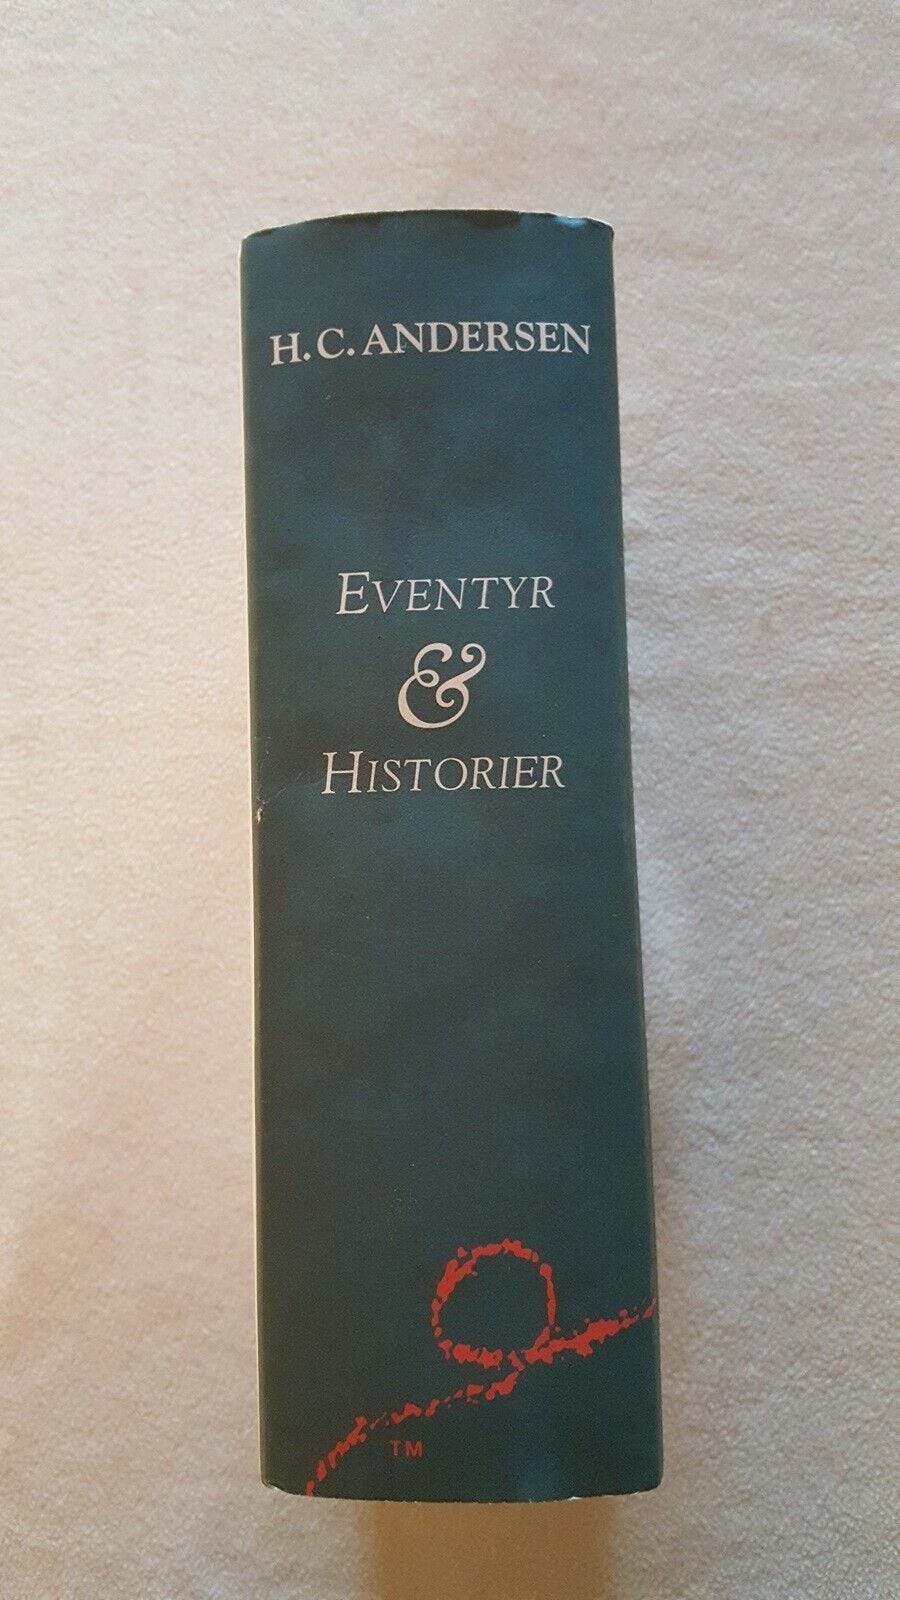 H. C. ANDERSEN
EVENTYR
&
HISTORIER
TM